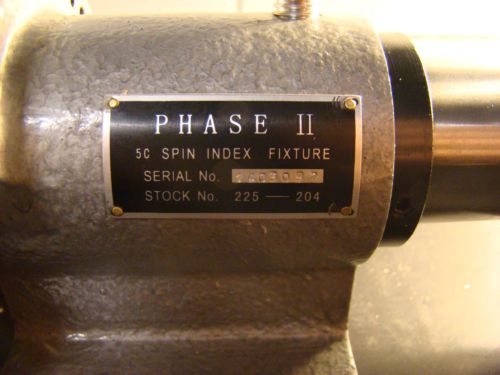 PHASE II
5C SPIN INDEX FIXTURE
SERIAL No.
STOCK No. 225 — 204